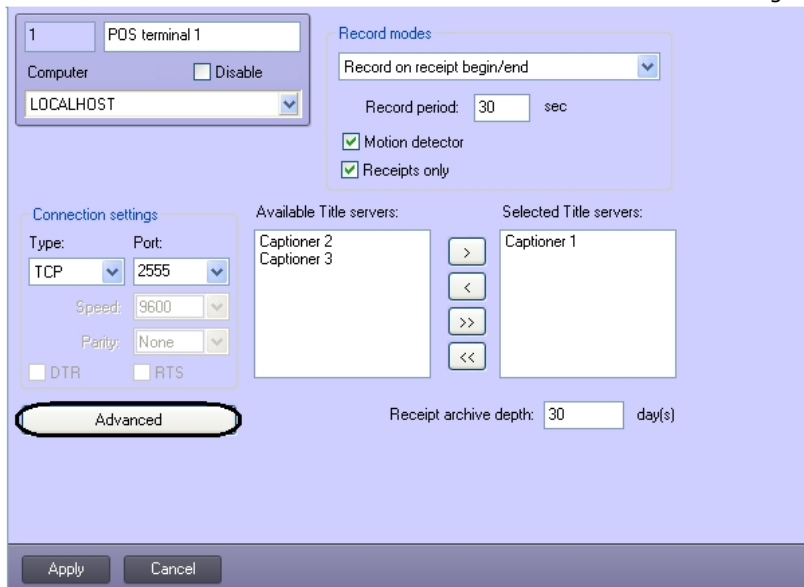 1 POS terminal 1
Computer Disable
LOCALHOST
Record modes
Record on receipt begin/end
Record period: 30 sec
Motion detector
Receipts only
Connection settings
Type: Port:
TCP 2555
Speed: 9600
Parity: None
DTR RTS
Available Title servers:
Captioner 2
Captioner 3
>
<
>>
<<
Selected Title servers:
Captioner 1
Advanced
Receipt archive depth: 30 day(s)
Apply Cancel